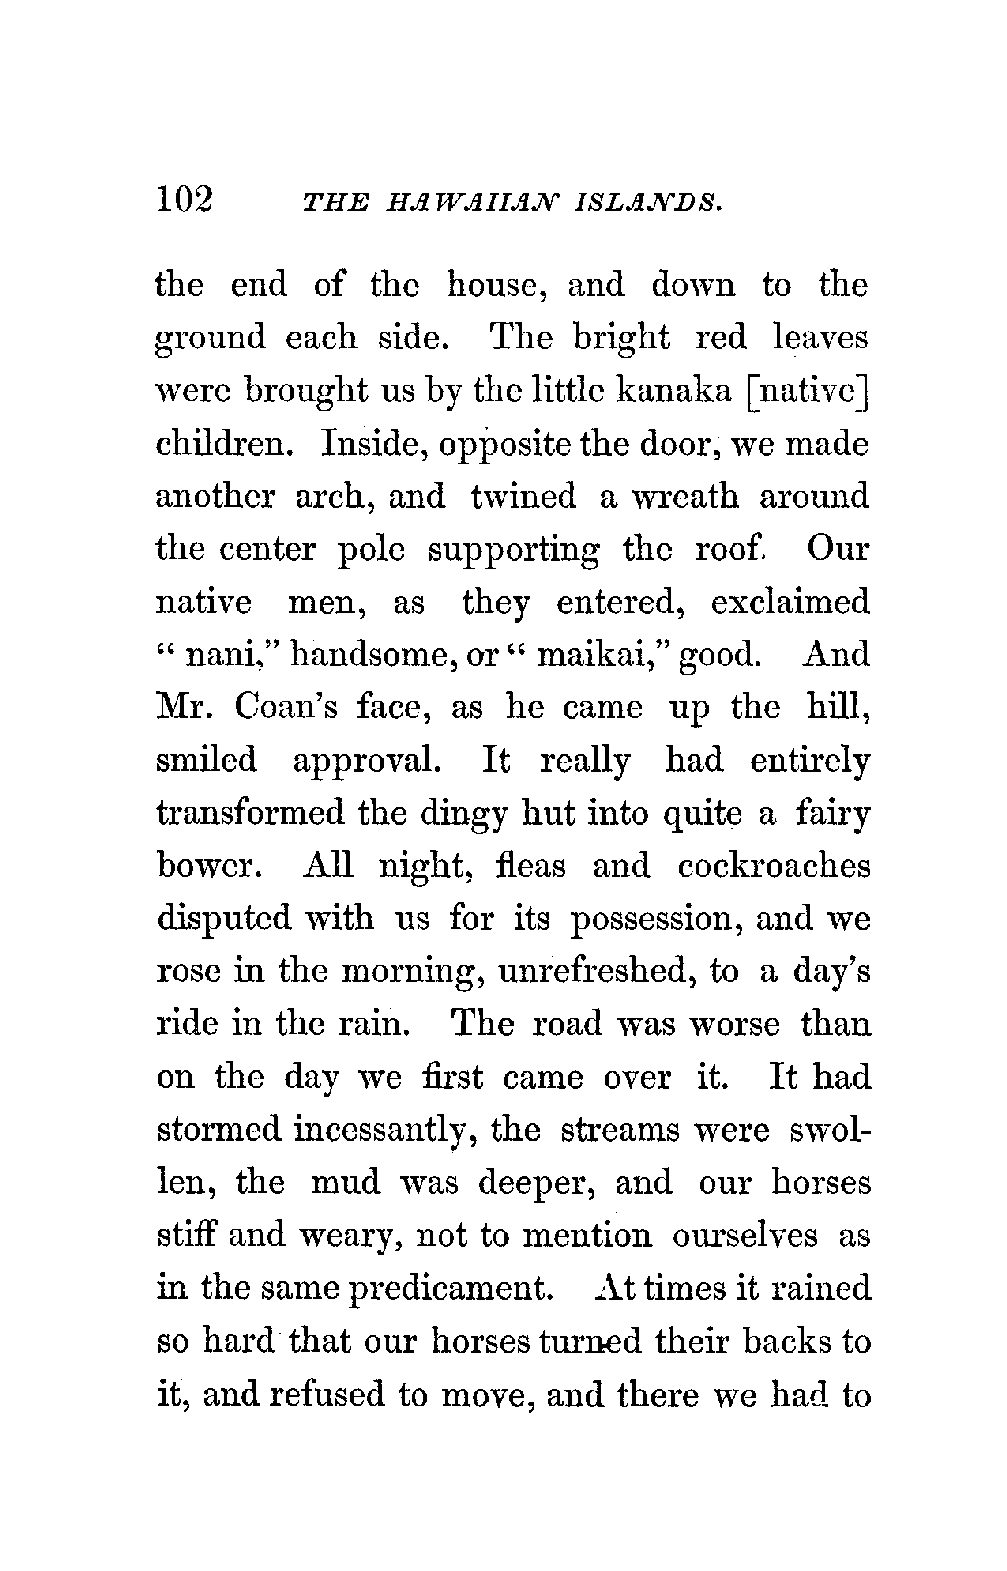 102 THE HAWAIIAN ISLANDS.
the end of the house, and down to the
ground each side. The bright red leaves
were brought us by the little kanaka [native]
children. Inside, opposite the door, we made
another arch, and twined a wreath around
the center pole supporting the roof. Our
native men, as they entered, exclaimed
“ nani,” handsome, or “ maikai,” good. And
Mr. Coan’s face, as he came up the hill,
smiled approval. It really had entirely
transformed the dingy hut into quite a fairy
bower. All night, fleas and cockroaches
disputed with us for its possession, and we
rose in the morning, unrefreshed, to a day’s
ride in the rain. The road was worse than
on the day we first came over it. It had
stormed incessantly, the streams were swol-
len, the mud was deeper, and our horses
stiff and weary, not to mention ourselves as
in the same predicament. At times it rained
so hard that our horses turned their backs to
it, and refused to move, and there we had to